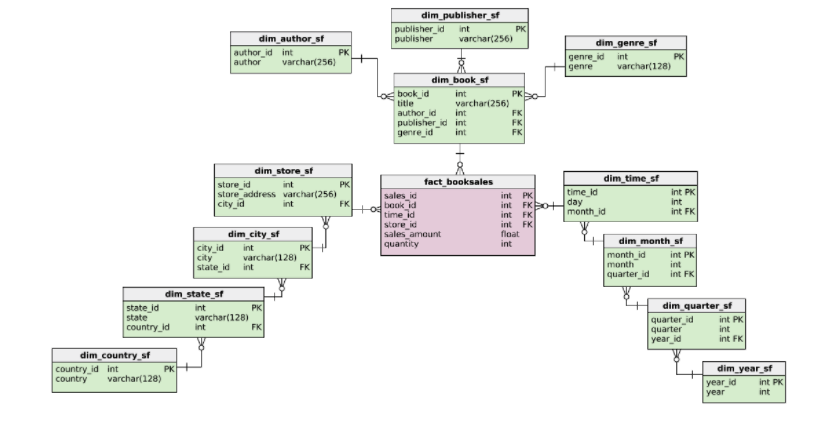 dim_publisher_sf
publisher_id int PK
publisher varchar(256)
dim_author_sf
author_id int PK
author varchar(256)
dim_genre_sf
genre_id int PK
genre varchar(128)
dim_book_sf
book_id int PK
title varchar(256)
author_id int FK
publisher_id int FK
genre_id int FK
dim_store_sf
store_id int PK
store_address varchar(256)
city_id int FK
fact_booksales
sales_id int PK
book_id int FK
time_id int FK
store_id int FK
sales_amount float
quantity int
dim_time_sf
time_id int PK
day int
month_id int FK
dim_city_sf
city_id int PK
city varchar(128)
state_id int FK
dim_month_sf
month_id int PK
month int
quarter_id int FK
dim_state_sf
state_id int PK
state varchar(128)
country_id int FK
dim_quarter_sf
quarter_id int PK
quarter int
year_id int FK
dim_country_sf
country_id int PK
country varchar(128)
dim_year_sf
year_id int PK
year int